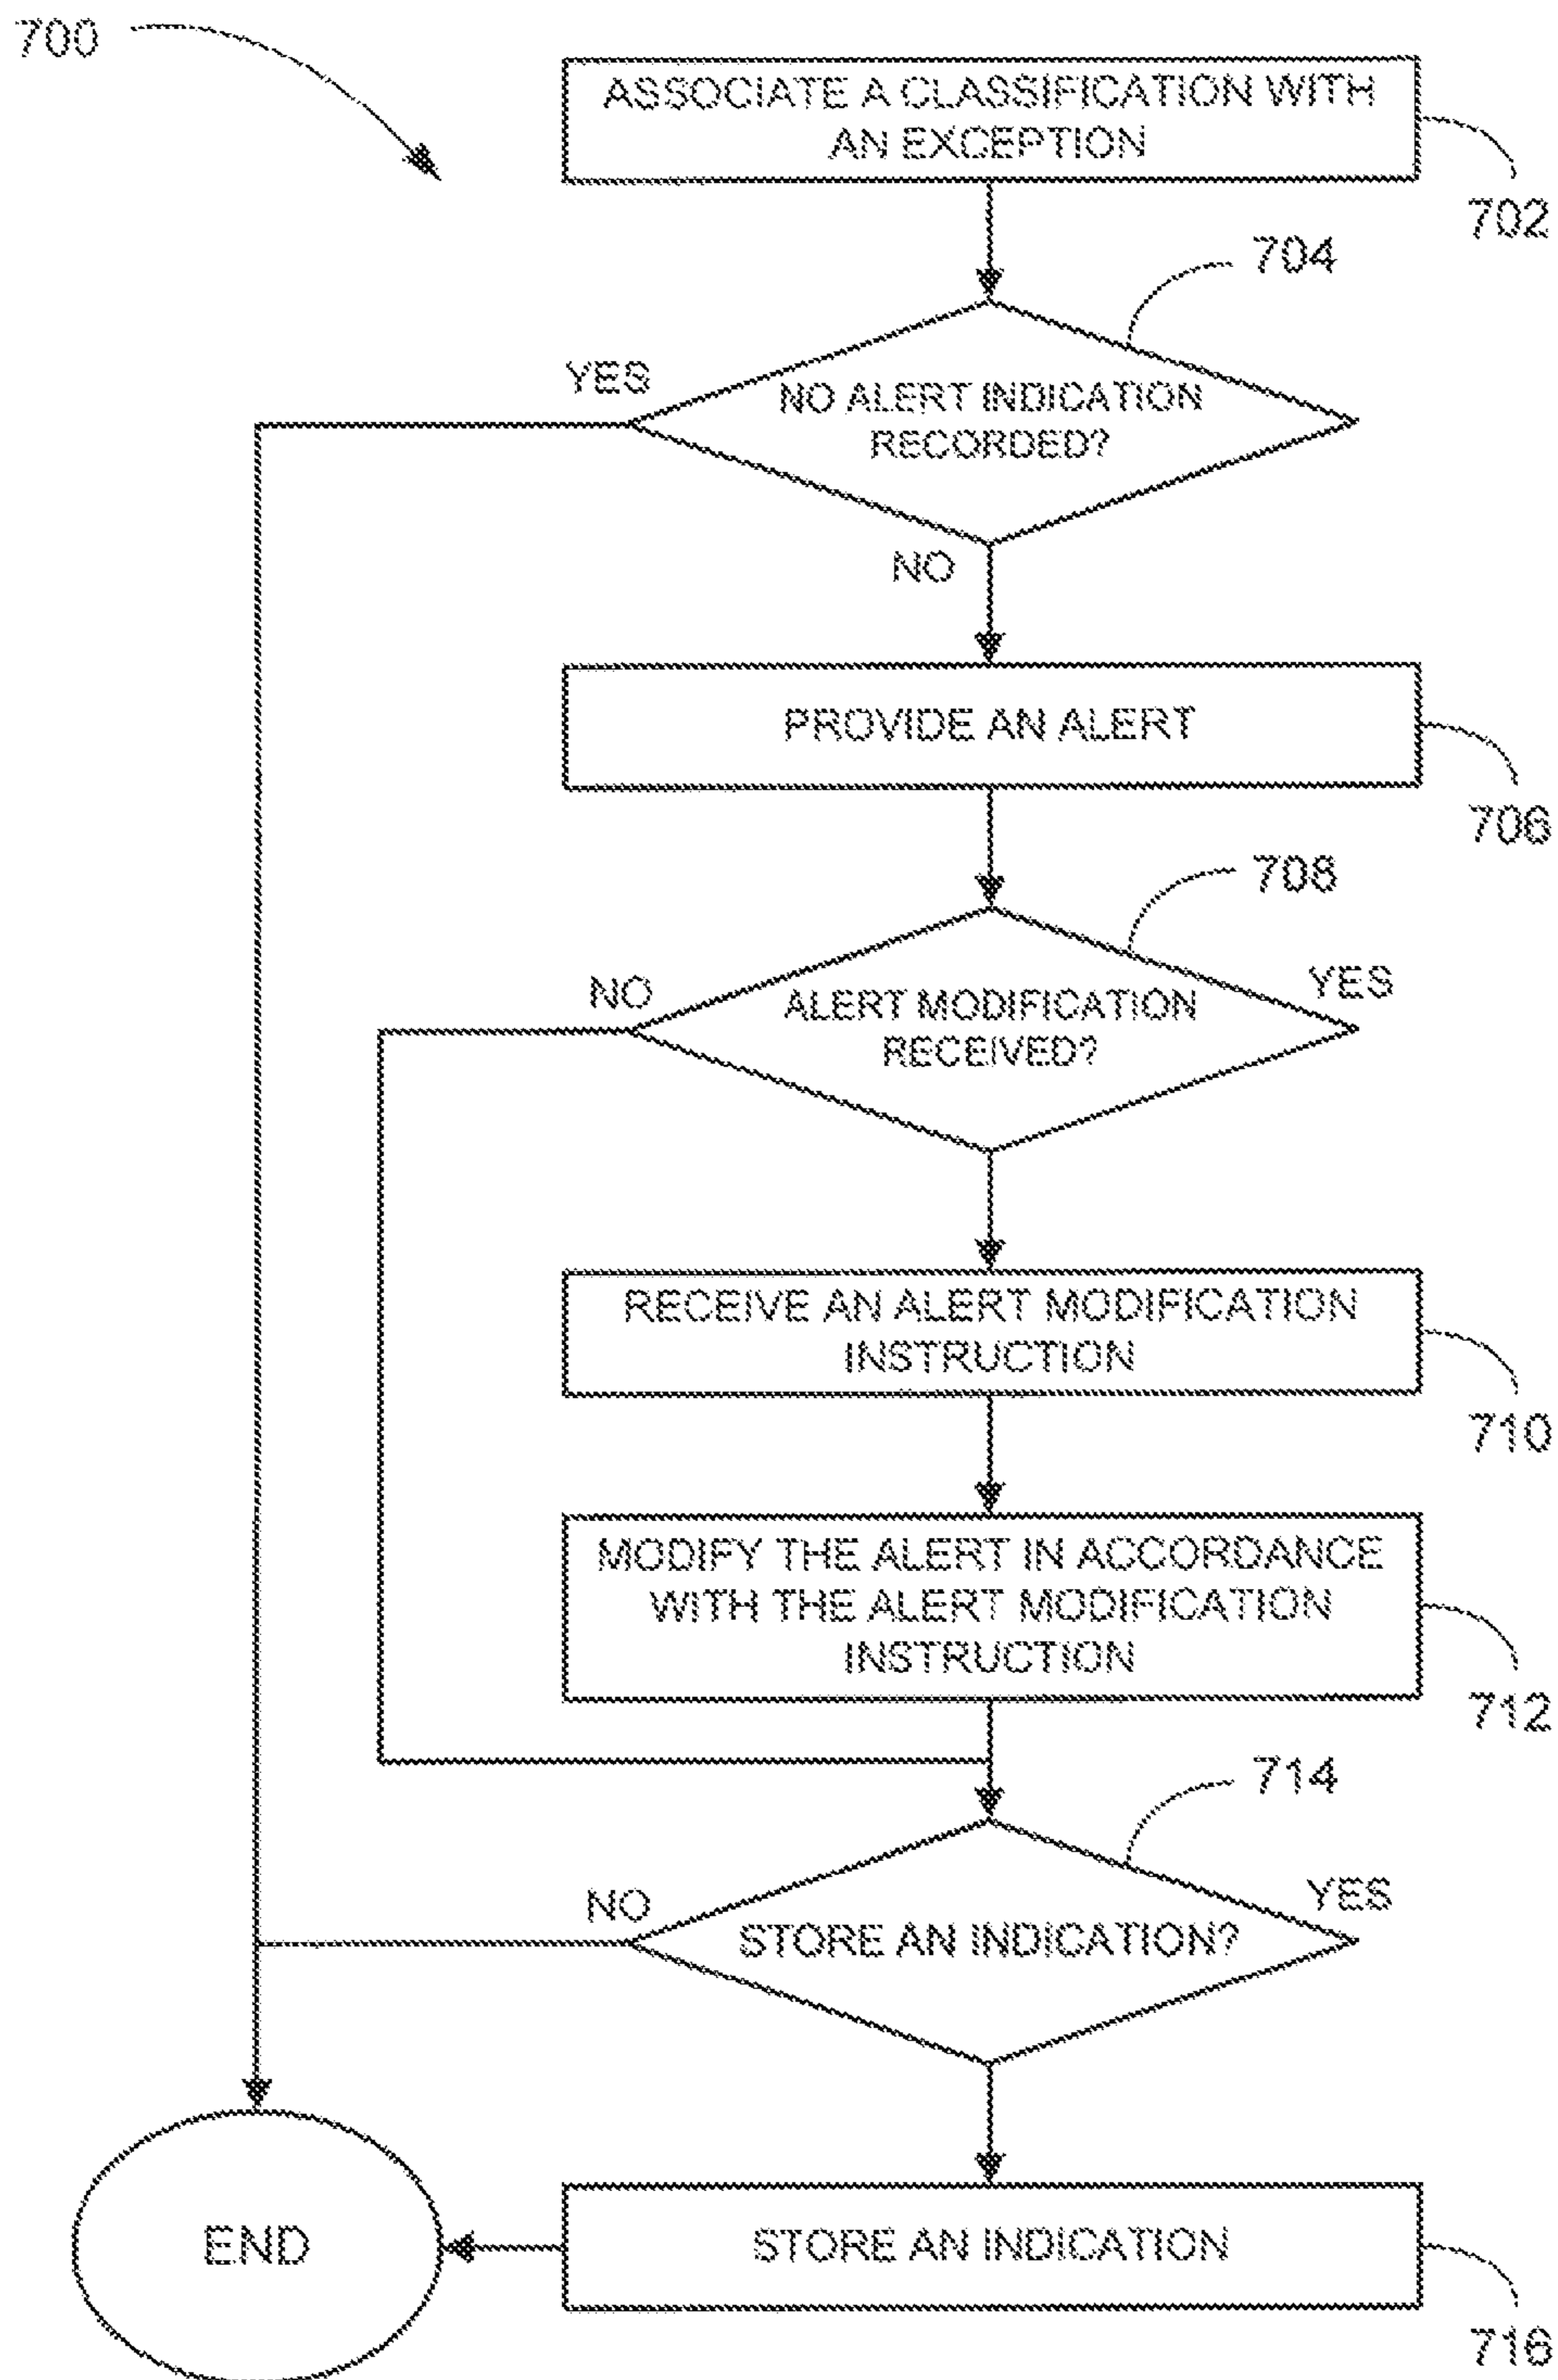 700
ASSOCIATE A CLASSIFICATION WITH
AN EXCEPTION
702
704
YES
NO ALERT INDICATION
RECORDED?
NO
PROVIDE AN ALERT
706
708
NO
YES
ALERT MODIFICATION
RECEIVED?
RECEIVE AN ALERT MODIFICATION
INSTRUCTION
710
MODIFY THE ALERT IN ACCORDANCE
WITH THE ALERT MODIFICATION
INSTRUCTION
712
714
NO
YES
STORE AN INDICATION?
END
STORE AN INDICATION
716